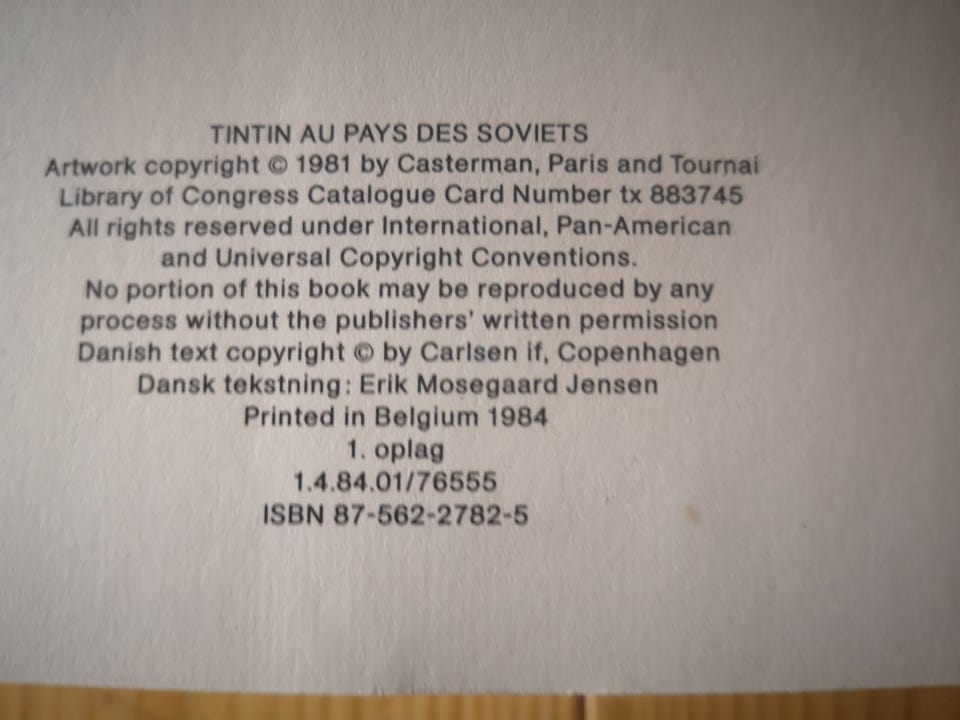 TINTIN AU PAYS DES SOVIETS
Artwork copyright © 1981 by Casterman, Paris and Tournai
Library of Congress Catalogue Card Number tx 883745
All rights reserved under International, Pan-American
and Universal Copyright Conventions.
No portion of this book may be reproduced by any
process without the publishers' written permission
Danish text copyright © by Carlsen if, Copenhagen
Dansk tekstning: Erik Mosegaard Jensen
Printed in Belgium 1984
1. oplag
1.4.84.01/76555
ISBN 87-562-2782-5